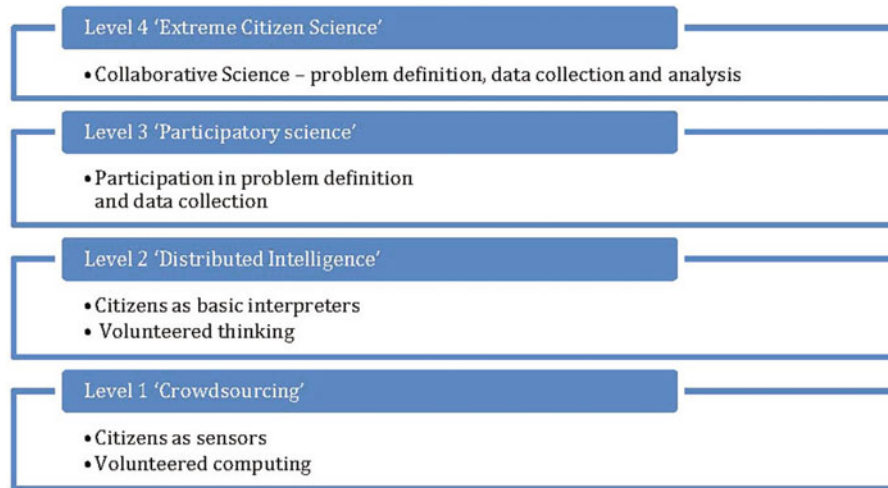 Level 4 ‘Extreme Citizen Science’
•Collaborative Science – problem definition, data collection and analysis
Level 3 ‘Participatory science’
•Participation in problem definition
and data collection
Level 2 ‘Distributed Intelligence’
•Citizens as basic interpreters
• Volunteered thinking
Level 1 ‘Crowdsourcing’
•Citizens as sensors
•Volunteered computing